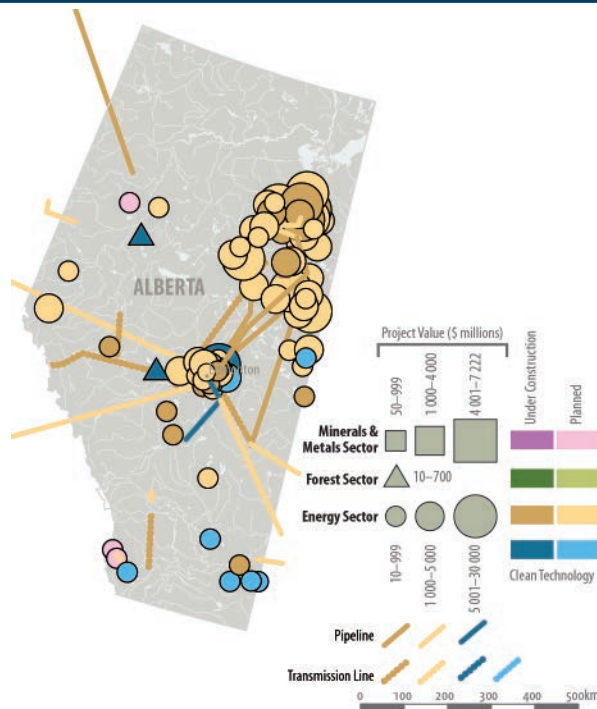 ALBERTA
Edmonton
Project Value ($ millions)
50–999
1 000–4 000
4 001–7 222
Under Construction
Planned
Minerals &
Metals Sector
Forest Sector
10–700
Energy Sector
10–999
1 000–5 000
5 001–30 000
Clean Technology
Pipeline
Transmission Line
0 100 200 300 400 500km